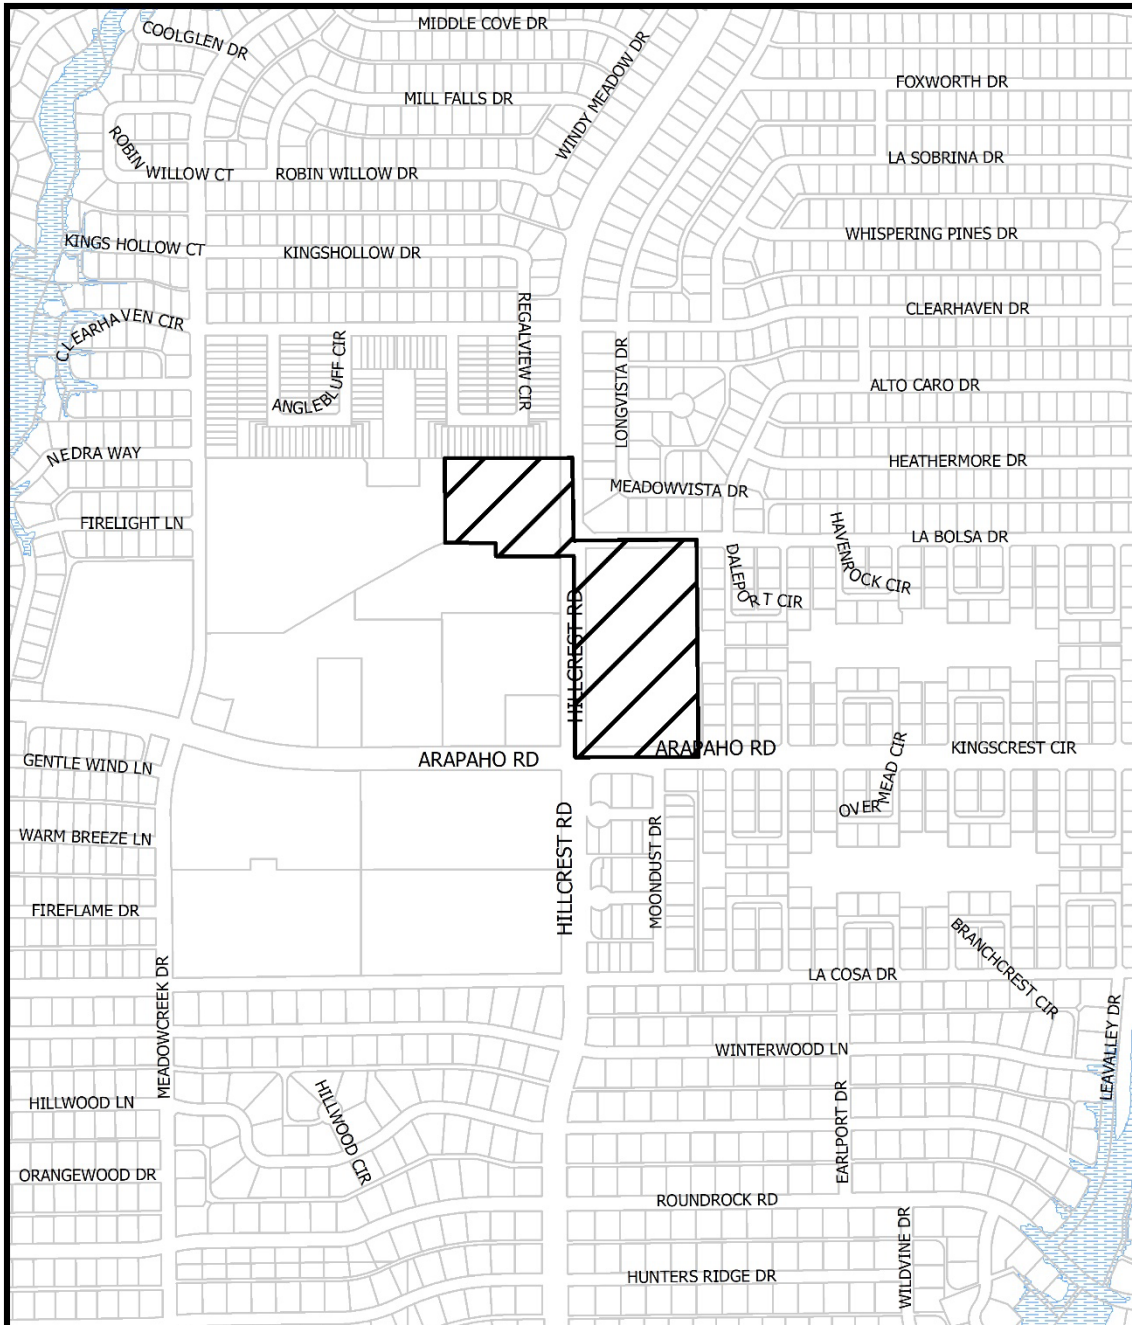 MIDDLE COVE DR
COOLGLEN DR
WINDY MEADOW DR
FOXWORTH DR
MILL FALLS DR
ROBIN WILLOW CT
ROBIN WILLOW DR
LA SOBRINA DR
KINGS HOLLOW CT
KINGSHOLLOW DR
WHISPERING PINES DR
CLEARHAVEN CIR
REGALVIEW CIR
CLEARHAVEN DR
ANGLEBLUFF CIR
LONGVISTA DR
ALTO CARO DR
NEDRA WAY
HEATHERMORE DR
MEADOWVISTA DR
FIRELIGHT LN
HAVENROCK CIR
LA BOLSA DR
DALEPORT CIR
HILLCREST RD
GENTLE WIND LN
ARAPAHO RD
ARAPAHO RD
KINGSCREST CIR
OVER MEAD CIR
WARM BREEZE LN
HILLCREST RD
MOONDUST DR
FIREFLAME DR
BRANCHCREST CIR
LA COSA DR
MEADOWCREEK DR
LEAVALLEY DR
WINTERWOOD LN
HILLWOOD LN
HILLWOOD CIR
EARLPORT DR
ORANGEWOOD DR
ROUNDROCK RD
WILDVINE DR
HUNTERS RIDGE DR